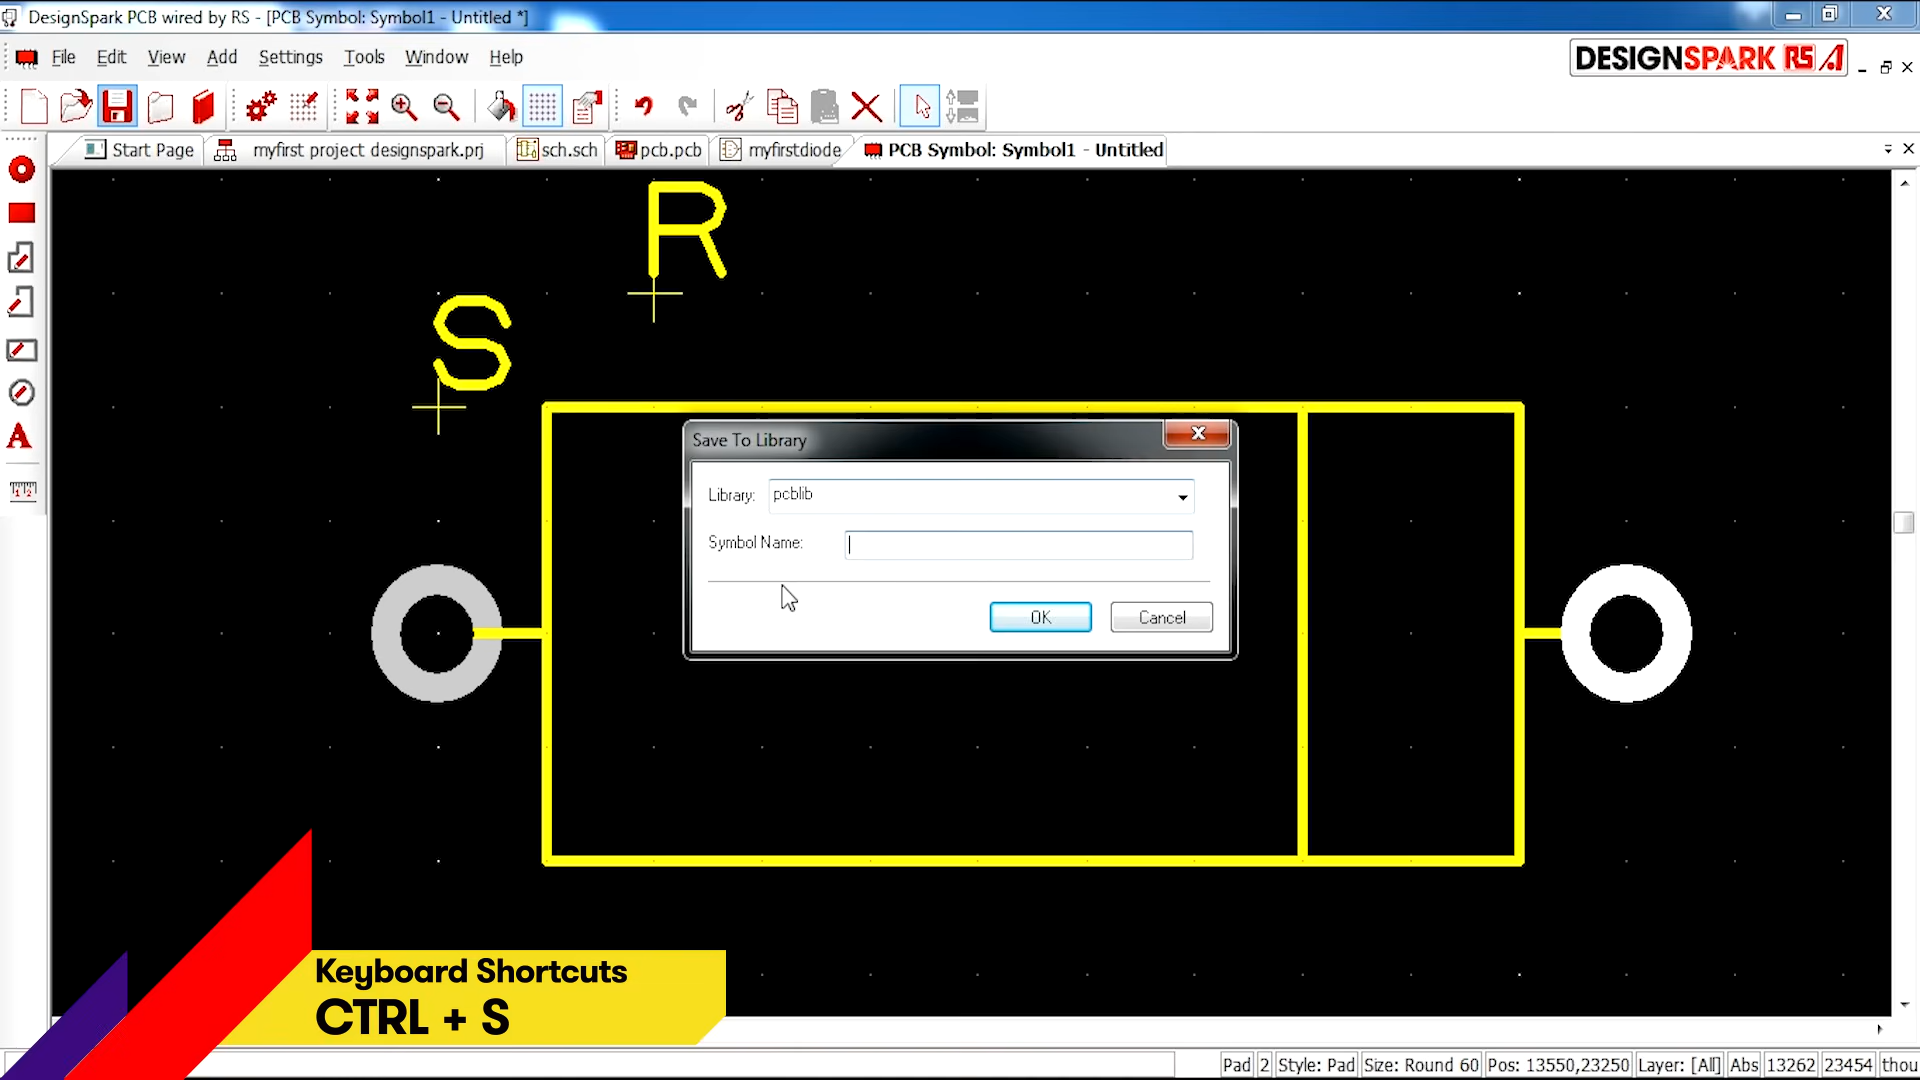 DesignSpark PCB wired by RS - [PCB Symbol: Symbol1 - Untitled *]
File Edit View Add Settings Tools Window Help
DESIGNSPARK RS
Start Page
myfirst project designspark.prj
sch.sch
pcb.pcb
myfirstdiode
PCB Symbol: Symbol1 - Untitled
R
S
Save To Library
Library: pcblib
Symbol Name:
OK Cancel
Keyboard Shortcuts
CTRL + S
Pad 2 Style: Pad Size: Round 60 Pos: 13550,23250 Layer: [All] Abs 13262 23454 thou